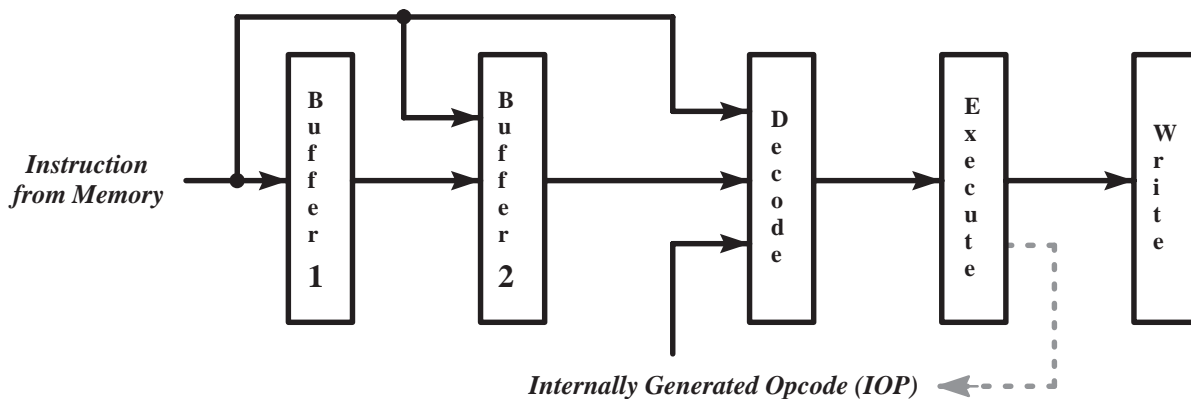 Buffer 1
Buffer 2
Decode
Execute
Write
Instruction
from Memory
Internally Generated Opcode (IOP)